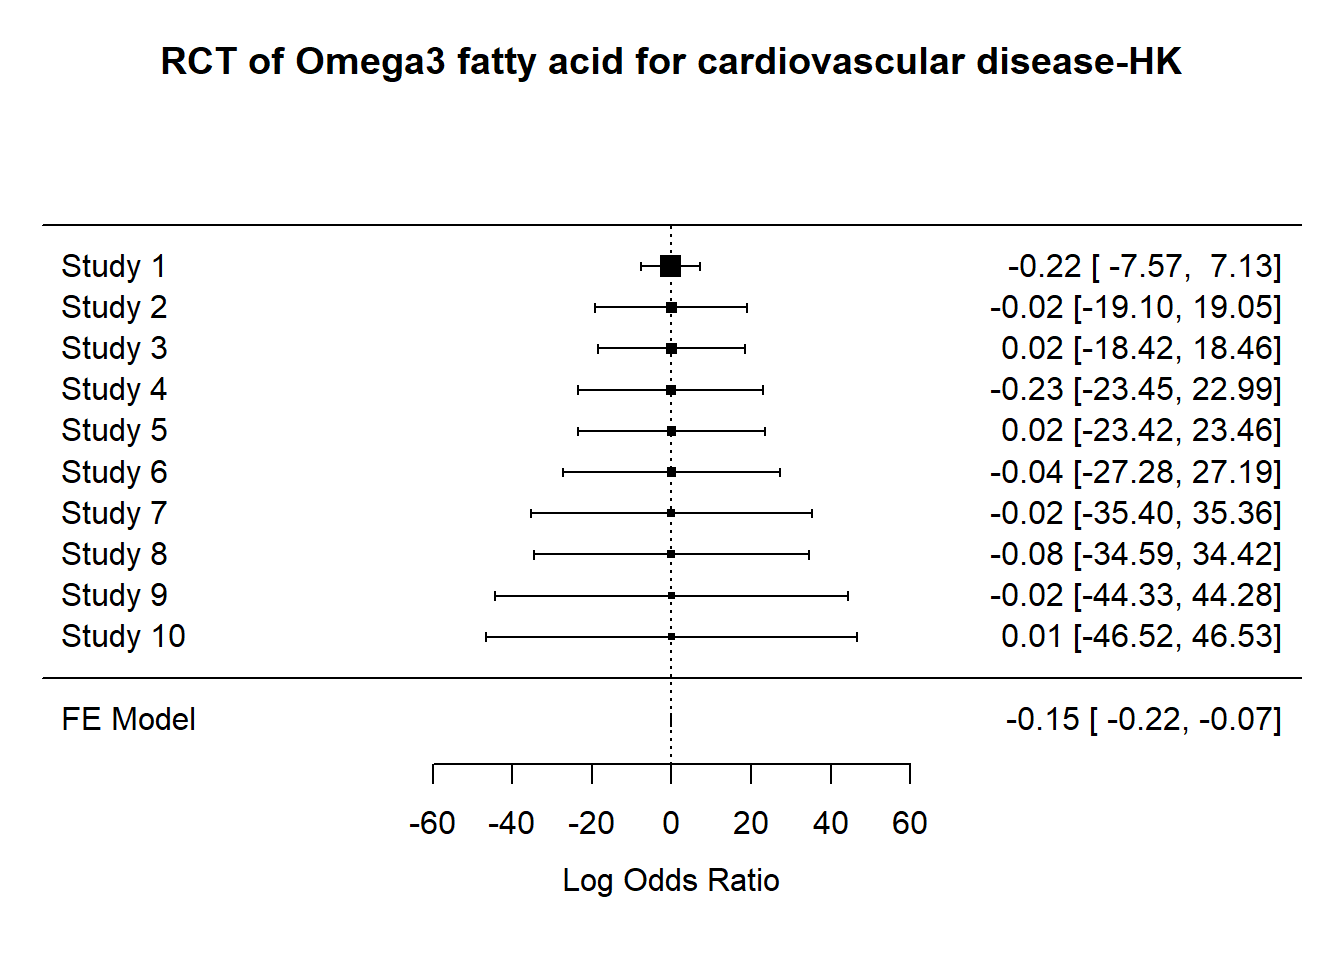 RCT of Omega3 fatty acid for cardiovascular disease-HK
Study 1 -0.22 [ -7.57, 7.13]
Study 2 -0.02 [-19.10, 19.05]
Study 3 0.02 [-18.42, 18.46]
Study 4 -0.23 [-23.45, 22.99]
Study 5 0.02 [-23.42, 23.46]
Study 6 -0.04 [-27.28, 27.19]
Study 7 -0.02 [-35.40, 35.36]
Study 8 -0.08 [-34.59, 34.42]
Study 9 -0.02 [-44.33, 44.28]
Study 10 0.01 [-46.52, 46.53]
FE Model -0.15 [ -0.22, -0.07]
-60 -40 -20 0 20 40 60
Log Odds Ratio